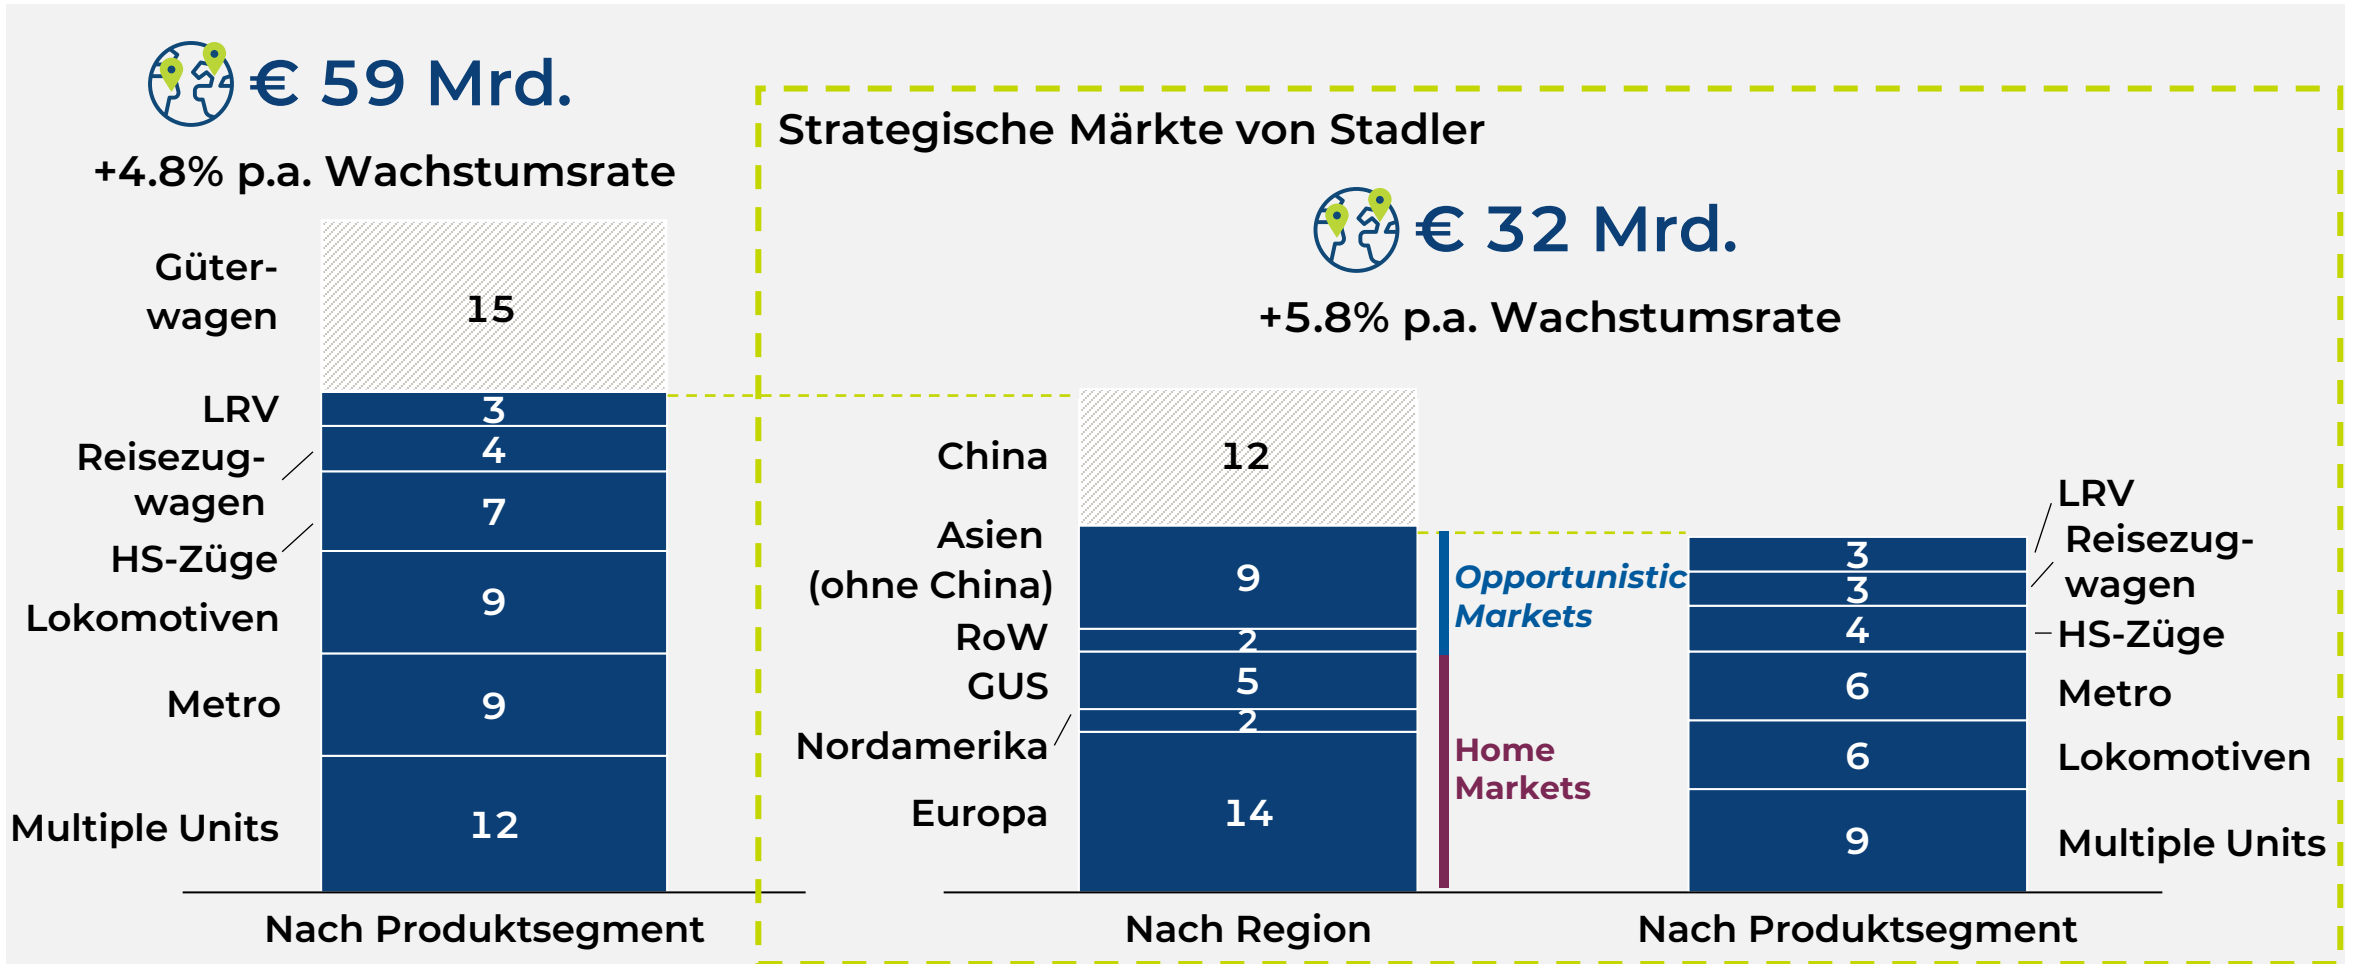 € 59 Mrd.
+4.8% p.a. Wachstumsrate
Güter-
wagen
15
LRV
3
Reisezug-
wagen
4
HS-Züge
7
Lokomotiven
9
Metro
9
Multiple Units
12
Nach Produktsegment
Strategische Märkte von Stadler
€ 32 Mrd.
+5.8% p.a. Wachstumsrate
China
12
Asien
(ohne China)
9
RoW
2
GUS
5
Nordamerika
2
Europa
14
Opportunistic
Markets
Home
Markets
Nach Region
3
LRV
3
Reisezug-
wagen
4
HS-Züge
6
Metro
6
Lokomotiven
9
Multiple Units
Nach Produktsegment